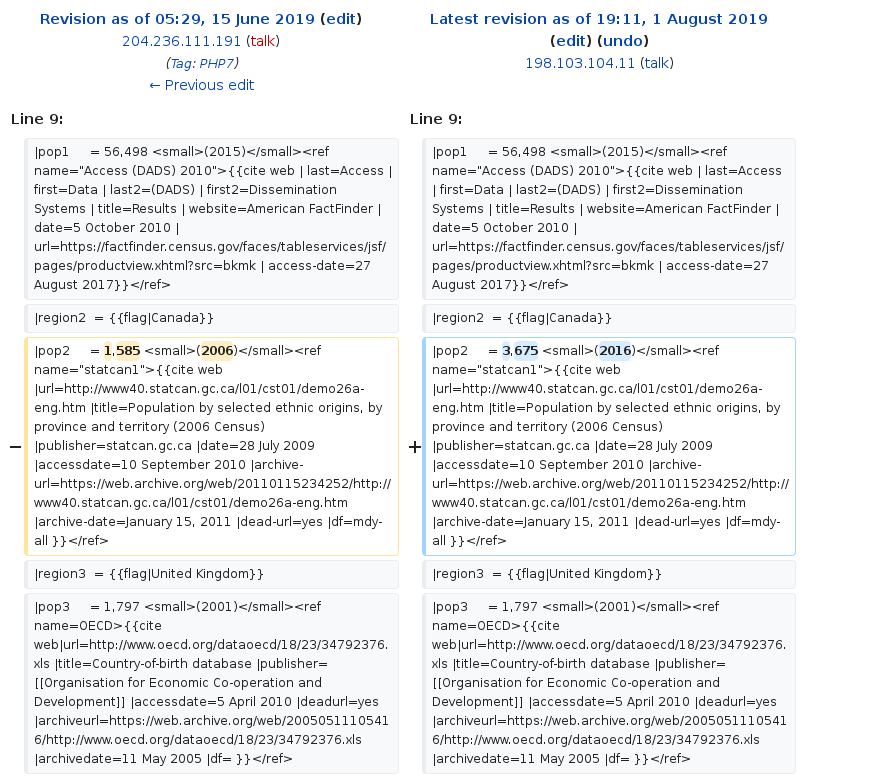 Revision as of 05:29, 15 June 2019 (edit)
204.236.111.191 (talk)
(Tag: PHP7)
← Previous edit
Latest revision as of 19:11, 1 August 2019
(edit) (undo)
198.103.104.11 (talk)
Line 9:
Line 9:
|pop1 = 56,498 <small>(2015)</small><ref
name="Access (DADS) 2010">{{cite web | last=Access |
first=Data | last2=(DADS) | first2=Dissemination
Systems | title=Results | website=American FactFinder |
date=5 October 2010 |
url=https://factfinder.census.gov/faces/tableservices/jsf/
pages/productview.xhtml?src=bkmk | access-date=27
August 2017}}</ref>
|pop1 = 56,498 <small>(2015)</small><ref
name="Access (DADS) 2010">{{cite web | last=Access
| first=Data | last2=(DADS) | first2=Dissemination
Systems | title=Results | website=American FactFinder |
date=5 October 2010 |
url=https://factfinder.census.gov/faces/tableservices/jsf/
pages/productview.xhtml?src=bkmk | access-date=27
August 2017}}</ref>
|region2 = {{flag|Canada}}
|region2 = {{flag|Canada}}
−
|pop2 = 1,585 <small>(2006)</small><ref
name="statcan1">{{cite web
|url=http://www40.statcan.gc.ca/l01/cst01/demo26a-
eng.htm |title=Population by selected ethnic origins, by
province and territory (2006 Census)
|publisher=statcan.gc.ca |date=28 July 2009
|accessdate=10 September 2010 |archive-
url=https://web.archive.org/web/20110115234252/http://
www40.statcan.gc.ca/l01/cst01/demo26a-eng.htm
|archive-date=January 15, 2011 |dead-url=yes |df=mdy-
all }}</ref>
+
|pop2 = 3,675 <small>(2016)</small><ref
name="statcan1">{{cite web
|url=http://www40.statcan.gc.ca/l01/cst01/demo26a-
eng.htm |title=Population by selected ethnic origins, by
province and territory (2006 Census)
|publisher=statcan.gc.ca |date=28 July 2009
|accessdate=10 September 2010 |archive-
url=https://web.archive.org/web/20110115234252/http://
www40.statcan.gc.ca/l01/cst01/demo26a-eng.htm
|archive-date=January 15, 2011 |dead-url=yes |df=mdy-
all }}</ref>
|region3 = {{flag|United Kingdom}}
|region3 = {{flag|United Kingdom}}
|pop3 = 1,797 <small>(2001)</small><ref
name=OECD>{{cite
web|url=http://www.oecd.org/dataoecd/18/23/34792376.
xls |title=Country-of-birth database |publisher=
[[Organisation for Economic Co-operation and
Development]] |accessdate=5 April 2010 |deadurl=yes
|archiveurl=https://web.archive.org/web/2005051110541
6/http://www.oecd.org/dataoecd/18/23/34792376.xls
|archivedate=11 May 2005 |df= }}</ref>
|pop3 = 1,797 <small>(2001)</small><ref
name=OECD>{{cite
web|url=http://www.oecd.org/dataoecd/18/23/34792376.
xls |title=Country-of-birth database |publisher=
[[Organisation for Economic Co-operation and
Development]] |accessdate=5 April 2010 |deadurl=yes
|archiveurl=https://web.archive.org/web/2005051110541
6/http://www.oecd.org/dataoecd/18/23/34792376.xls
|archivedate=11 May 2005 |df= }}</ref>